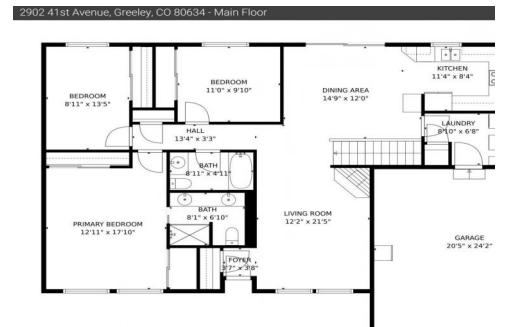 2902 41st Avenue, Greeley, CO 80634 - Main Floor
KITCHEN
11'4" x 8'4"
BEDROOM
11'0" x 9'10"
DINING AREA
14'9" x 12'0"
BEDROOM
8'11" x 13'5"
LAUNDRY
8'10" x 6'8"
HALL
13'4" x 3'3"
BATH
8'11" x 4'11"
BATH
8'1" x 6'10"
PRIMARY BEDROOM
12'11" x 17'10"
LIVING ROOM
12'2" x 21'5"
GARAGE
20'5" x 24'2"
FOYER
3'7" x 3'8"